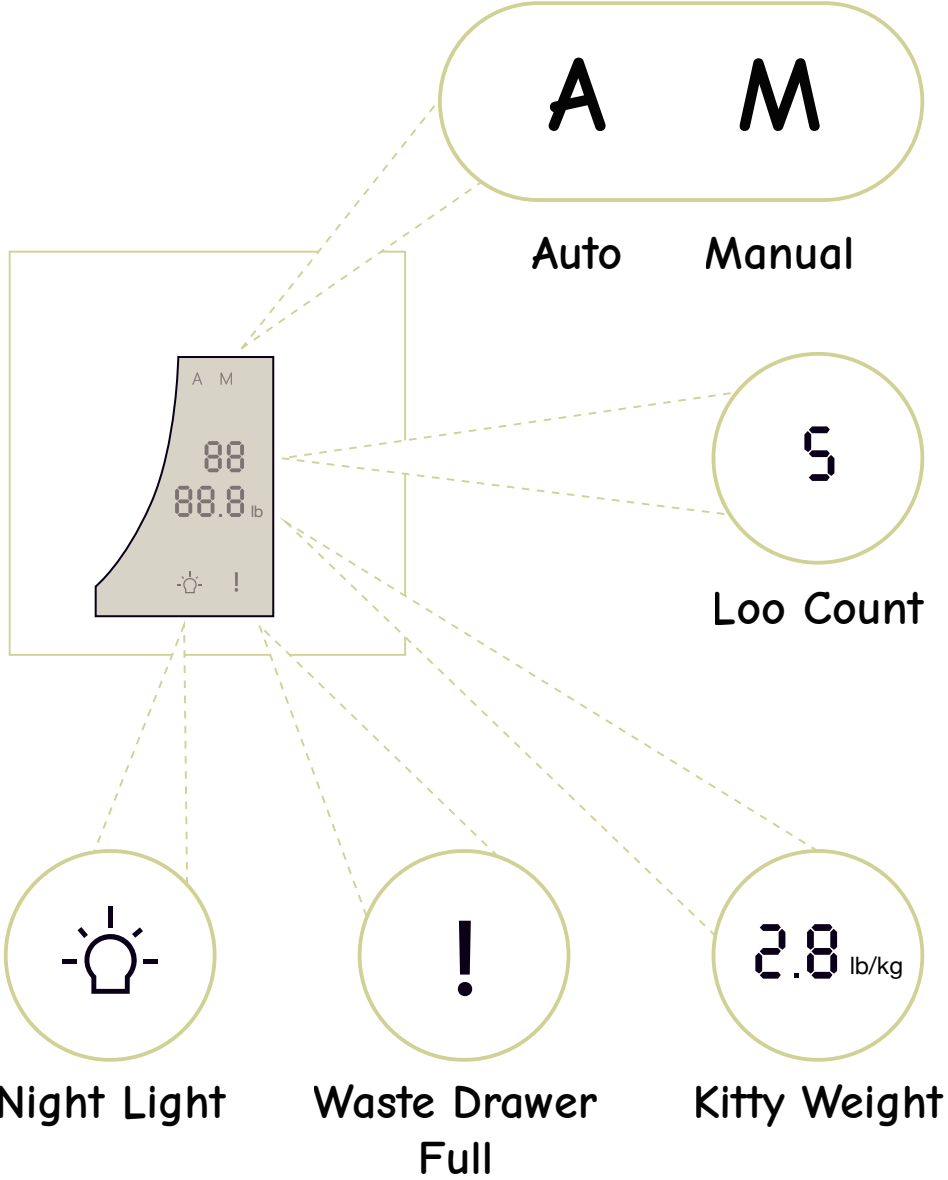 A M
Auto Manual
A M
88
88.8 lb
!
5
Loo Count
!
2.8 lb/kg
Night Light
Waste Drawer
Full
Kitty Weight